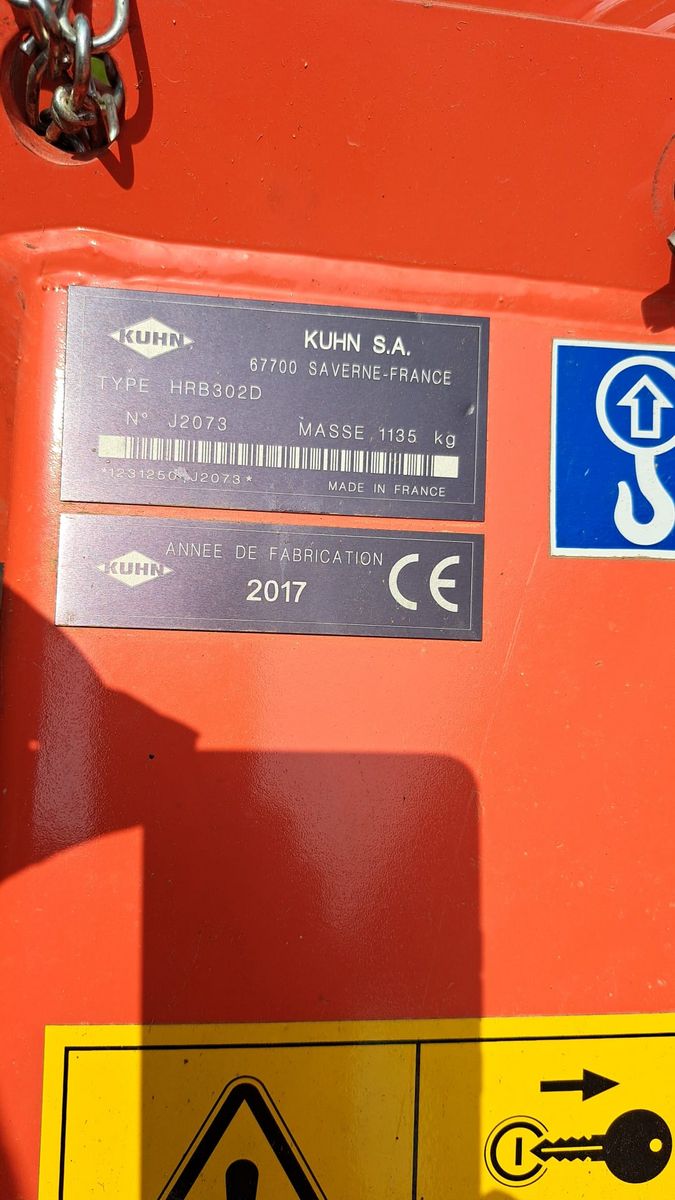 KUHN
KUHN S.A.
67700 SAVERNE-FRANCE
TYPE HRB302D
N° J2073 MASSE 1135 kg
*1231250 J2073*
MADE IN FRANCE
KUHN
ANNEE DE FABRICATION
2017
CE